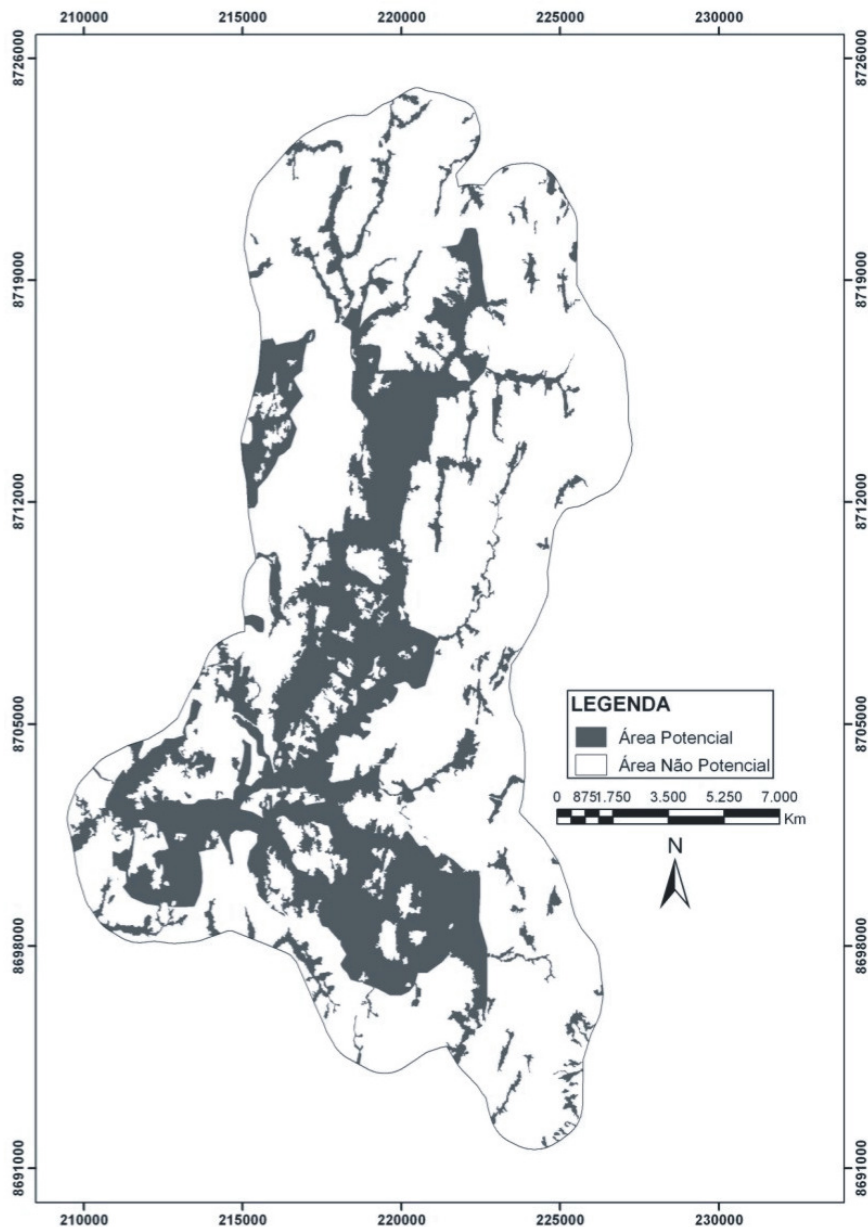 210000 215000 220000 225000 230000
8726000 8726000
8719000 8719000
8712000 8712000
8705000 8705000
LEGENDA
Área Potencial
Área Não Potencial
0 8751.750 3.500 5.250 7.000
Km
N
8698000 8698000
8691000 8691000
210000 215000 220000 225000 230000